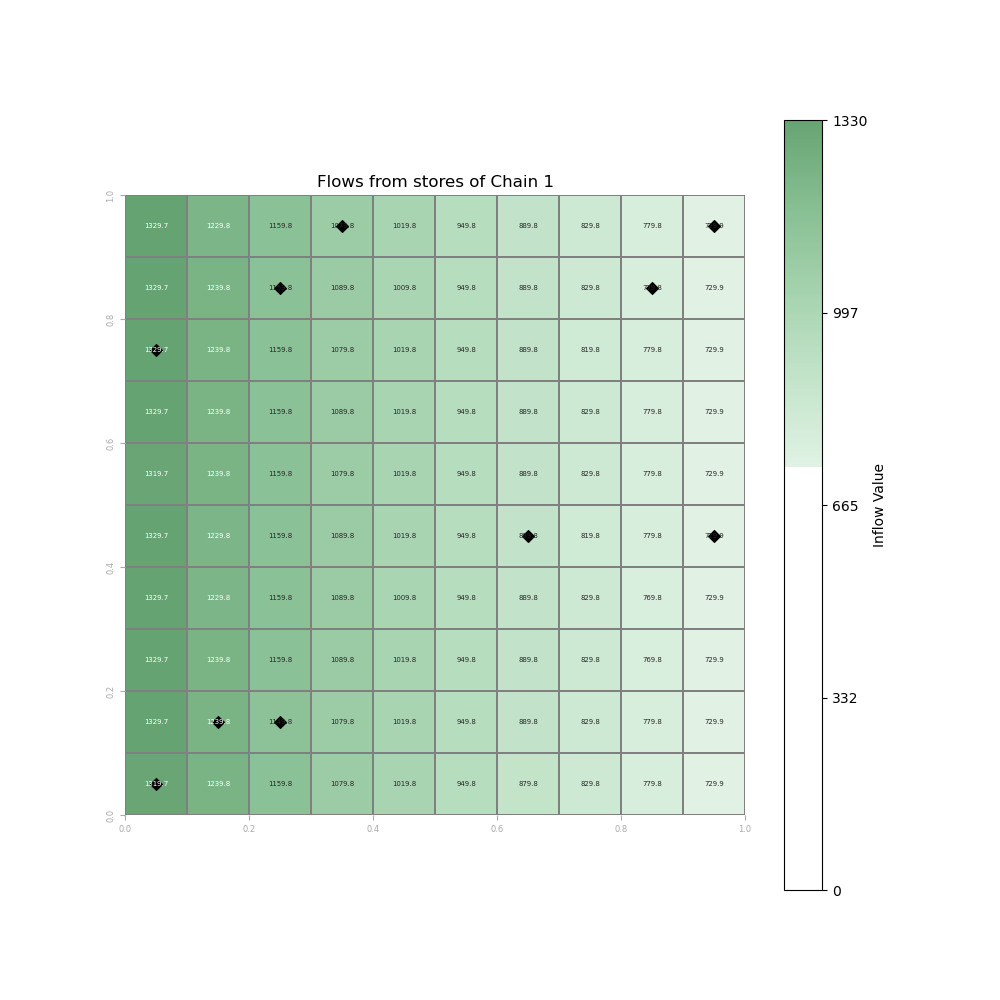 Flows from stores of Chain 1
1330
997
665
332
0
Inflow Value
1.0
0.8
0.6
0.4
0.2
0.0
1329.7 1229.8 1159.8 1019.8 949.8 889.8 829.8 779.8
1329.7 1239.8 1089.8 1009.8 949.8 889.8 829.8 729.9
1329.7 1239.8 1159.8 1079.8 1019.8 949.8 889.8 819.8 779.8 729.9
1329.7 1239.8 1159.8 1089.8 1019.8 949.8 889.8 829.8 779.8 729.9
1319.7 1239.8 1159.8 1079.8 1019.8 949.8 889.8 829.8 779.8 729.9
1329.7 1229.8 1159.8 1089.8 1019.8 949.8 819.8 779.8
1329.7 1229.8 1159.8 1089.8 1009.8 949.8 889.8 829.8 769.8 729.9
1329.7 1239.8 1159.8 1089.8 1019.8 949.8 889.8 829.8 769.8 729.9
1329.7 1239.8 1079.8 1019.8 949.8 889.8 829.8 779.8 729.9
1319.7 1239.8 1159.8 1079.8 1019.8 949.8 879.8 829.8 779.8 729.9
0.0 0.2 0.4 0.6 0.8 1.0